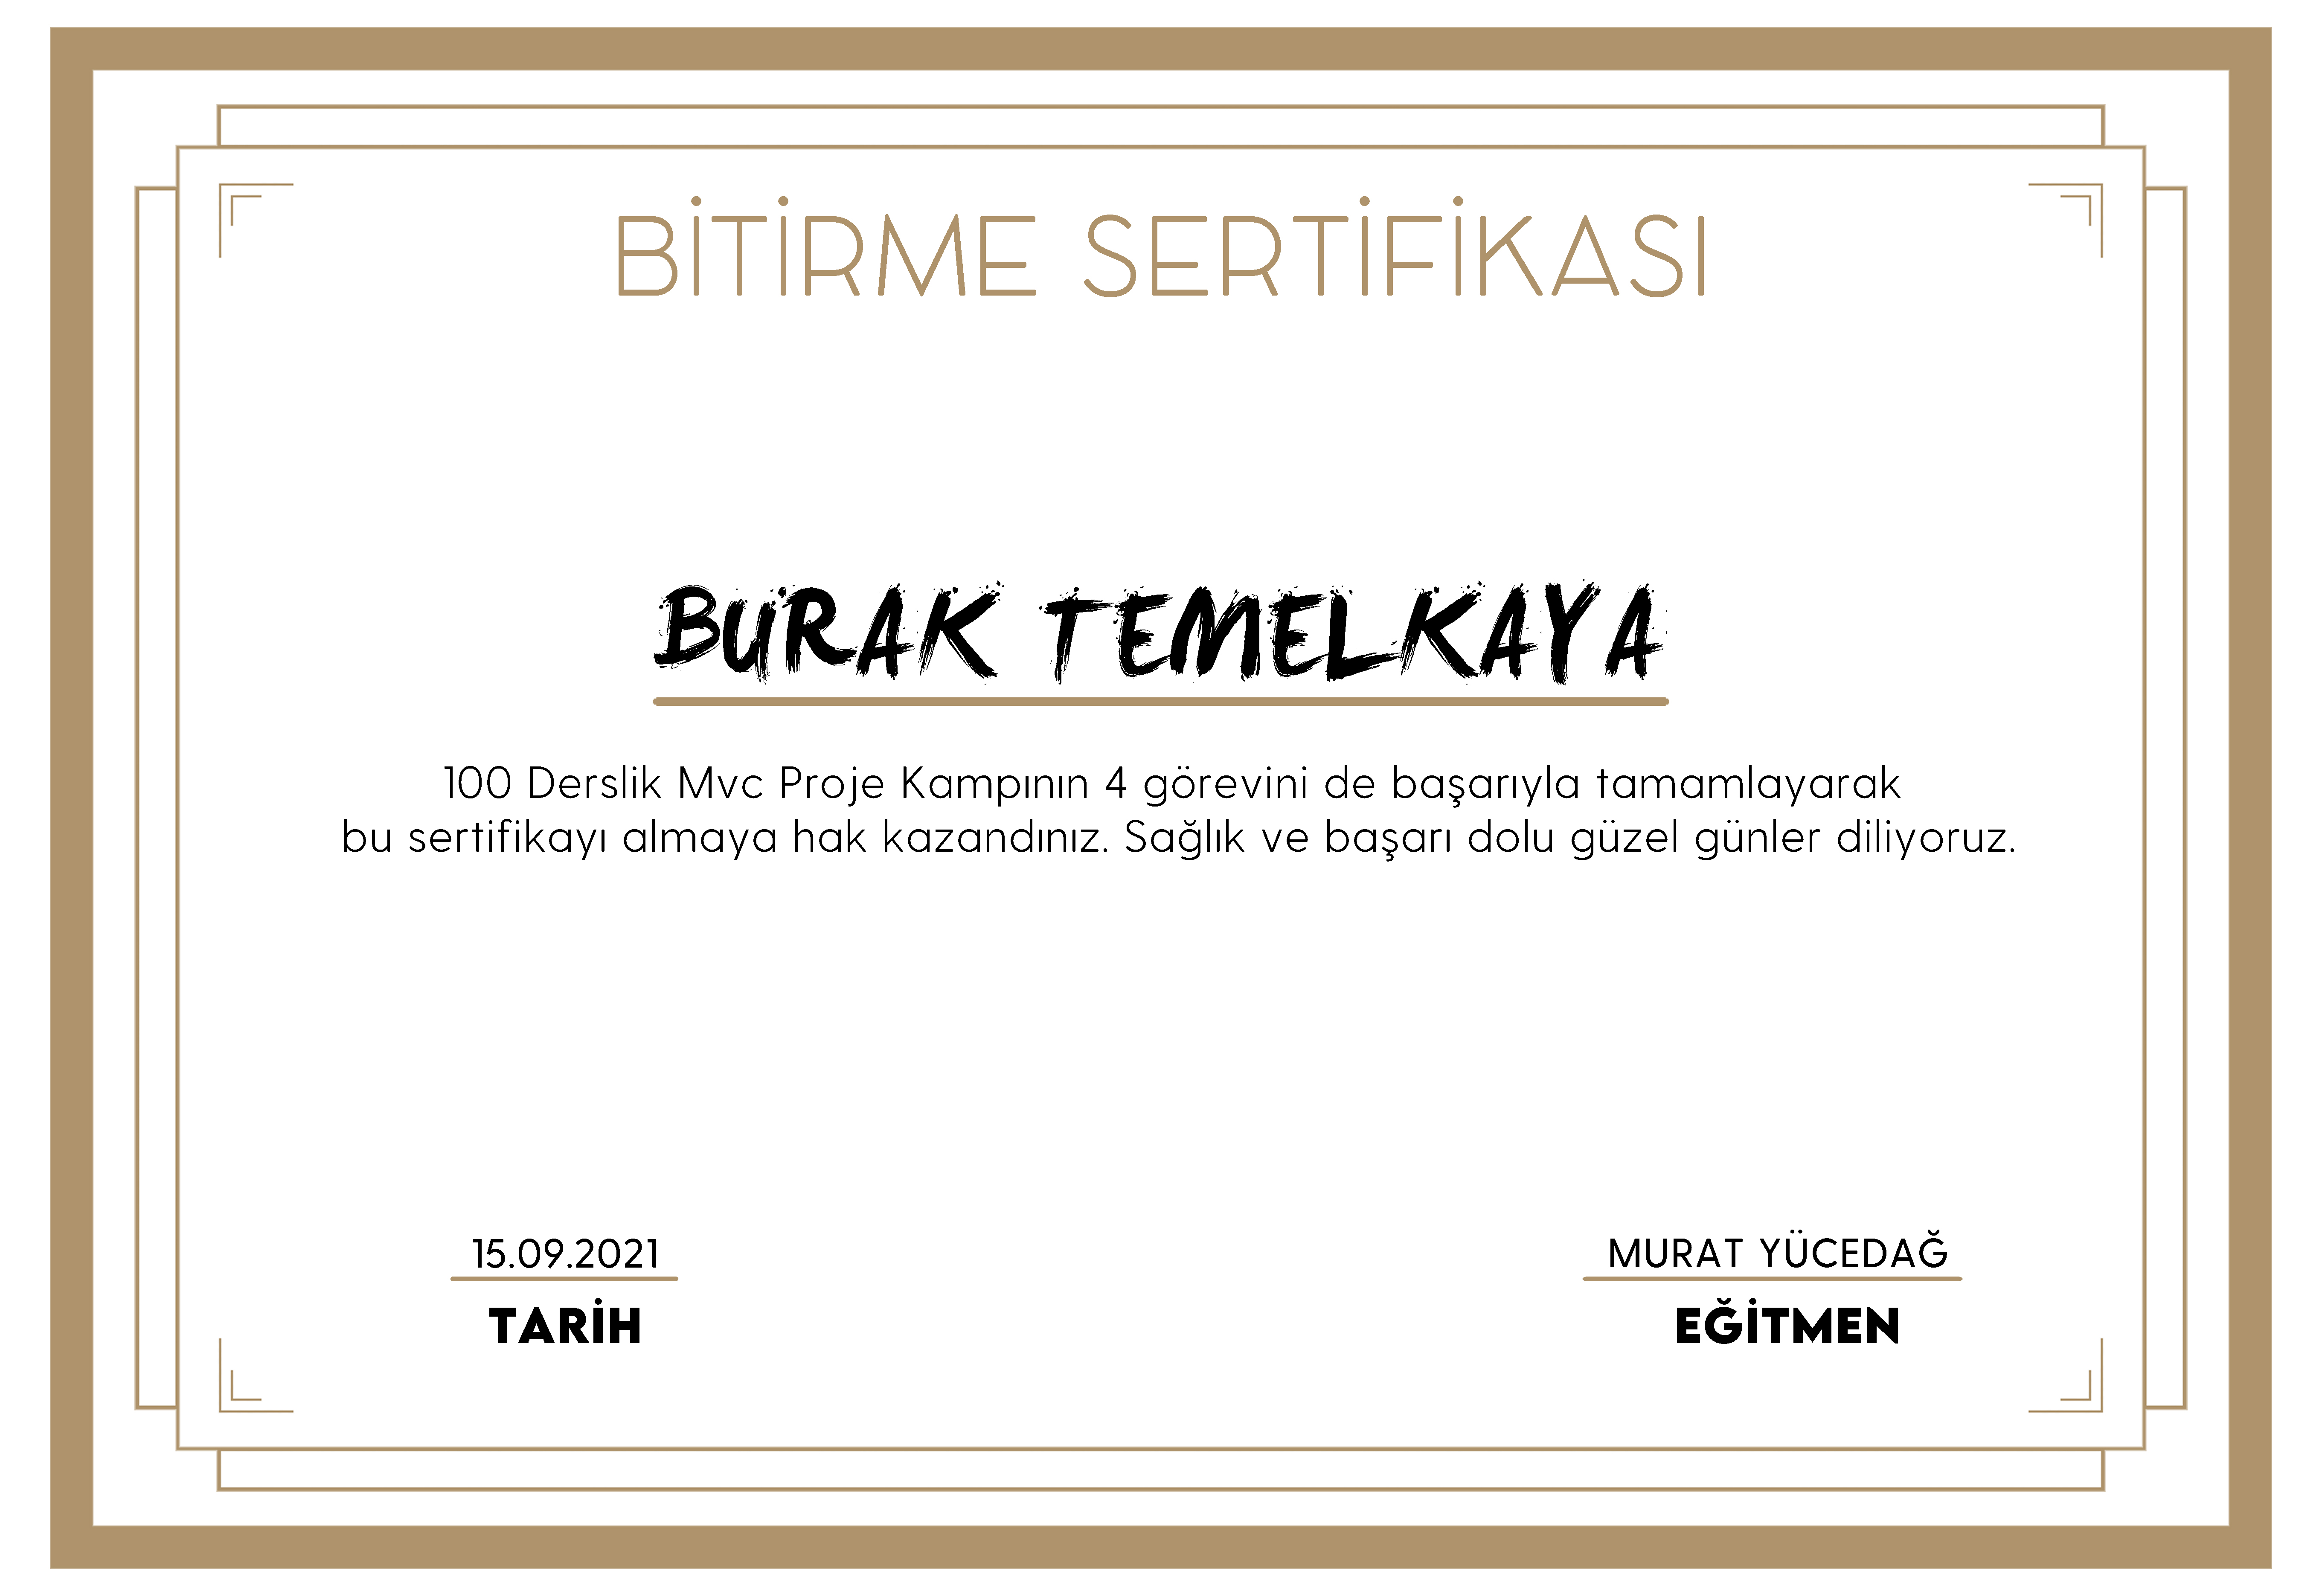 BİTİRME SERTİFİKASI
BURAK TEMELKAYA
100 Derslik Mvc Proje Kampının 4 görevini de başarıyla tamamlayarak
bu sertifikayı almaya hak kazandınız. Sağlık ve başarı dolu güzel günler diliyoruz.
15.09.2021
TARİH
MURAT YÜCEDAĞ
EĞİTMEN